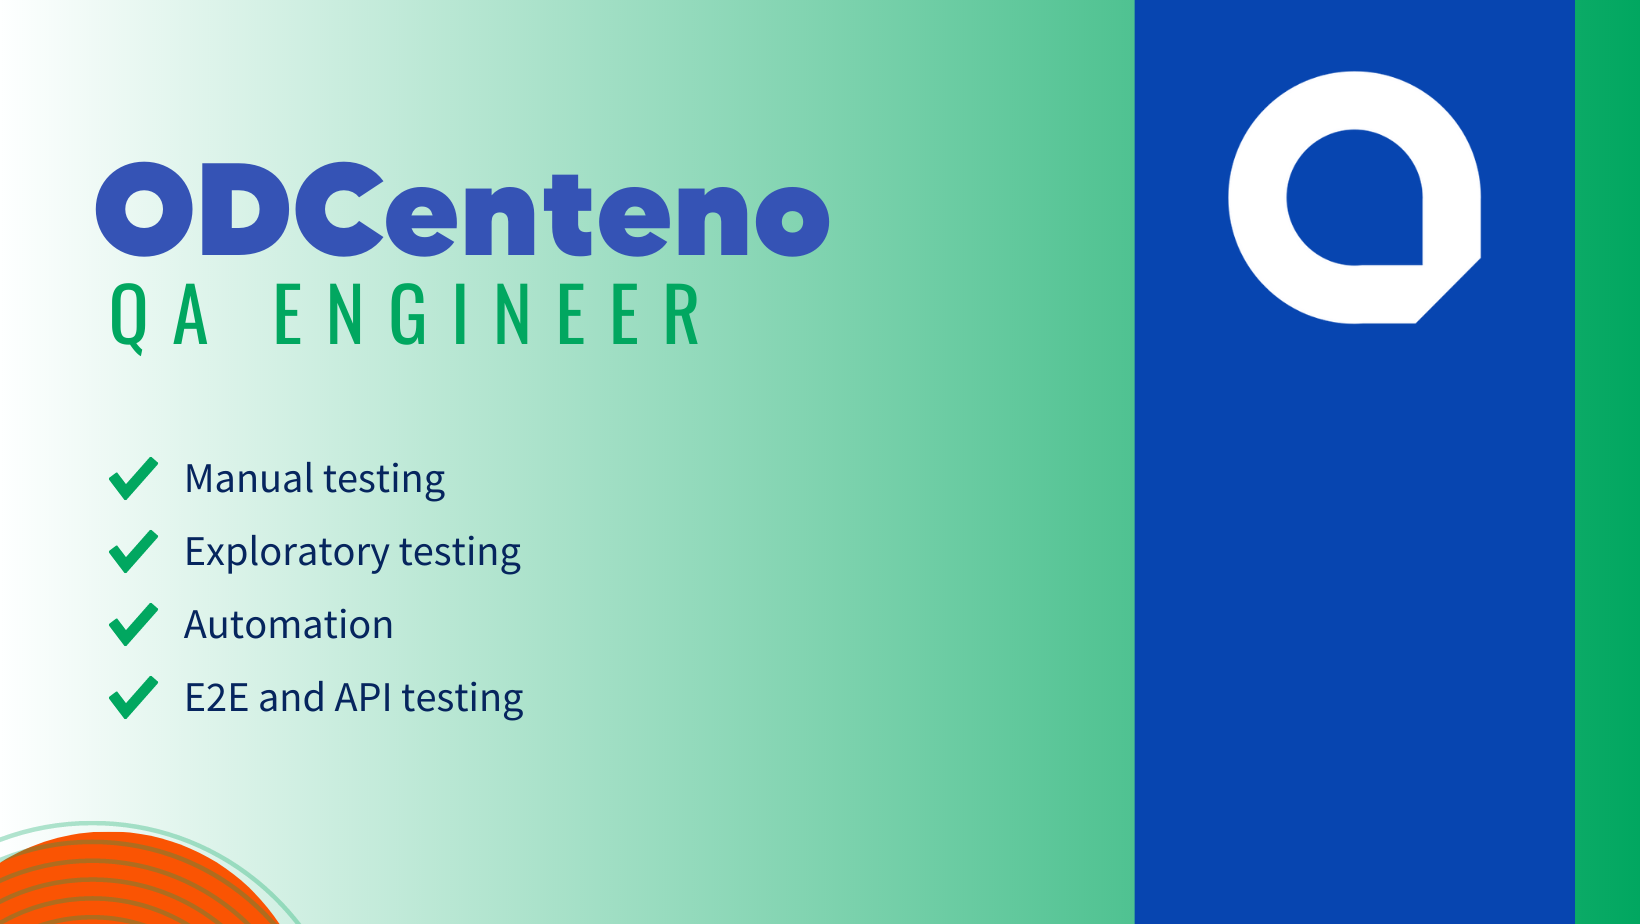 ODCenteno
QA ENGINEER
Manual testing
Exploratory testing
Automation
E2E and API testing